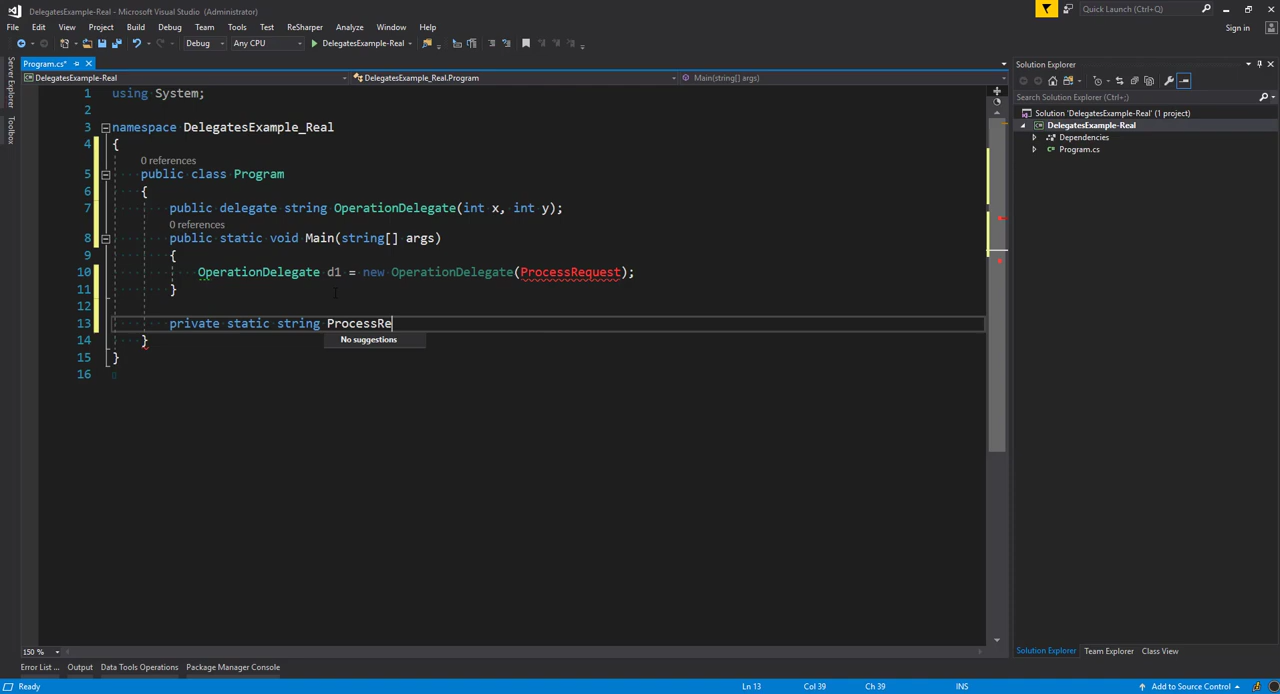 DelegatesExample-Real - Microsoft Visual Studio (Administrator)
Quick Launch (Ctrl+Q)
File Edit View Project Build Debug Team Tools Test ReSharper Analyze Window Help
Sign in
Debug Any CPU DelegatesExample-Real
Server Explorer
Toolbox
Program.cs*
DelegatesExample-Real DelegatesExample_Real.Program Main(string[] args)
1 using System;
2
3 namespace DelegatesExample_Real
4 {
0 references
5 public class Program
6 {
7 public delegate string OperationDelegate(int x, int y);
0 references
8 public static void Main(string[] args)
9 {
10 OperationDelegate d1 = new OperationDelegate(ProcessRequest);
11 }
12
13 private static string ProcessRe
No suggestions
14 }
15 }
16
150 %
Solution Explorer
Search Solution Explorer (Ctrl+;)
Solution 'DelegatesExample-Real' (1 project)
DelegatesExample-Real
Dependencies
Program.cs
Solution Explorer Team Explorer Class View
Error List ... Output Data Tools Operations Package Manager Console
Ready Ln 13 Col 39 Ch 39 INS Add to Source Control